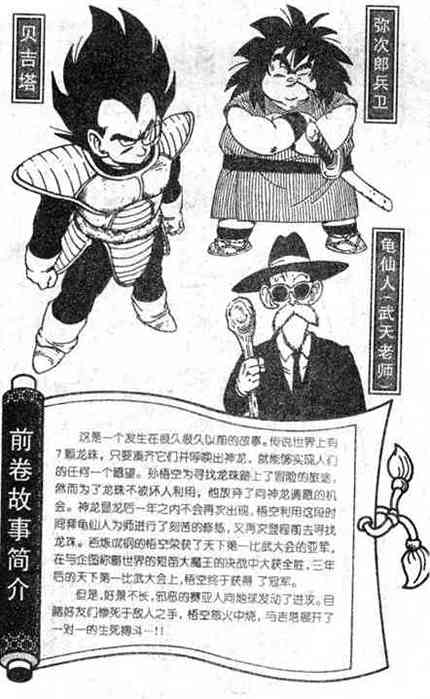 贝吉塔
弥次郎兵卫
龟仙人(武天老师)
前卷故事简介
这是一个发生在很久很久以前的故事。传说世界上有
7颗龙珠，只要凑齐它们并呼唤出神龙，就能够实现人们
的任何一个愿望。孙悟空为寻找龙珠踏上了冒险的旅途，
然而为了龙珠不被坏人利用，他放弃了向神龙请愿的机
会。神龙显龙后一年之内不会再次出现，悟空利用这段时
间拜龟仙人为师进行了刻苦的修炼，又再次登程前去寻找
龙珠。百炼成钢的悟空荣获了天下第一比武大会的亚军，
在与企图称霸世界的短笛大魔王的决战中大获全胜，三年
后的天下第一比武大会上，悟空终于获得了冠军。
但是，好景不长，邪恶的赛亚人向地球发动了进攻。目
睹好友们惨死于敌人之手，悟空怒火中烧，与贝吉塔展开了
一对一的生死搏斗…!!